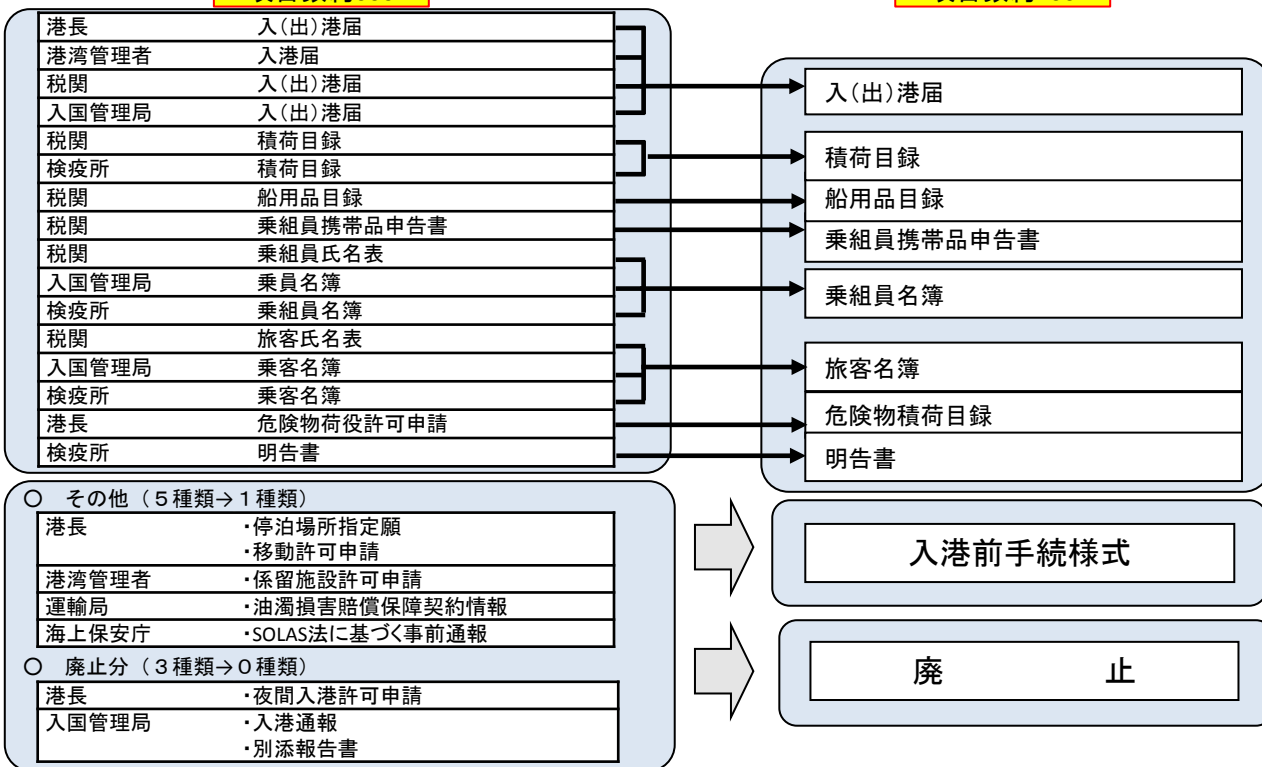 港長 入(出)港届
港湾管理者 入港届
税関 入(出)港届
入国管理局 入(出)港届
税関 積荷目録
検疫所 積荷目録
税関 船用品目録
税関 乗組員携帯品申告書
税関 乗組員氏名表
入国管理局 乗員名簿
検疫所 乗組員名簿
税関 旅客氏名表
入国管理局 乗客名簿
検疫所 乗客名簿
港長 危険物荷役許可申請
検疫所 明告書
入(出)港届
積荷目録
船用品目録
乗組員携帯品申告書
乗組員名簿
旅客名簿
危険物積荷目録
明告書
○ その他(5種類→1種類)
港長 ・停泊場所指定願
・移動許可申請
港湾管理者 ・係留施設許可申請
運輸局 ・油濁損害賠償保障契約情報
海上保安庁 ・SOLAS法に基づく事前通報
入港前手続様式
○ 廃止分(3種類→0種類)
港長 ・夜間入港許可申請
入国管理局 ・入港通報
・別添報告書
廃 止